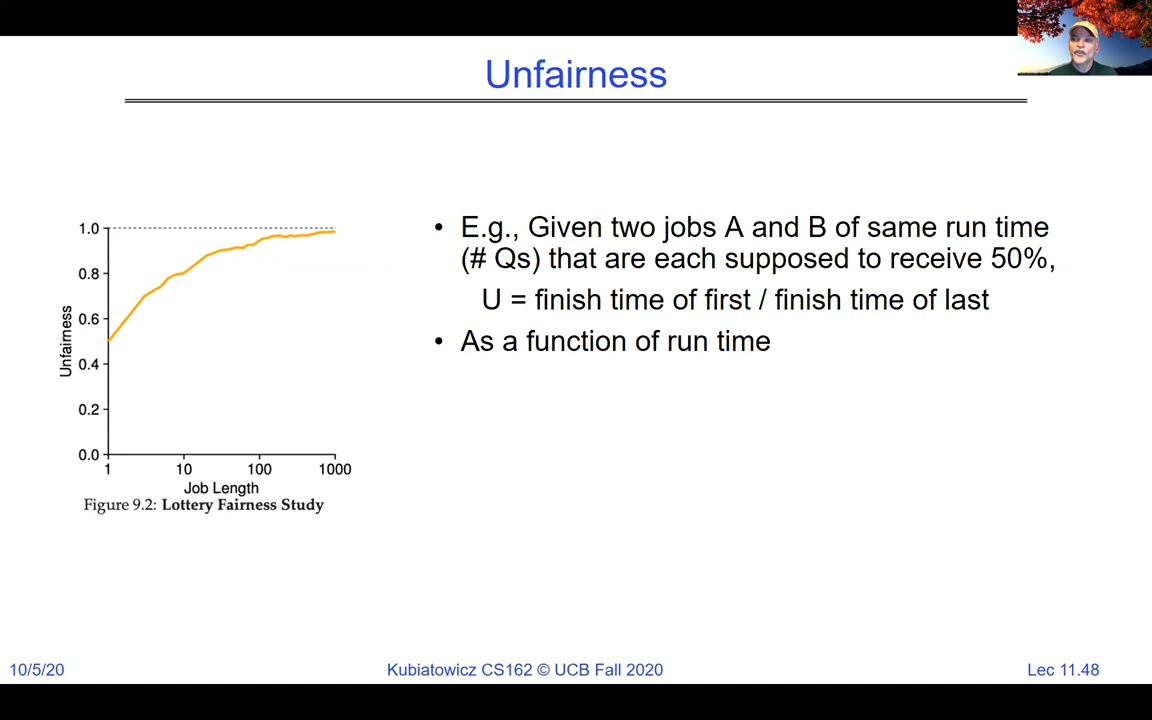 Unfairness
• E.g., Given two jobs A and B of same run time
(# Qs) that are each supposed to receive 50%,
U = finish time of first / finish time of last
• As a function of run time
1.0
0.8
0.6
0.4
0.2
0.0
Unfairness
1 10 100 1000
Job Length
Figure 9.2: Lottery Fairness Study
10/5/20 Kubiatowicz CS162 © UCB Fall 2020 Lec 11.48